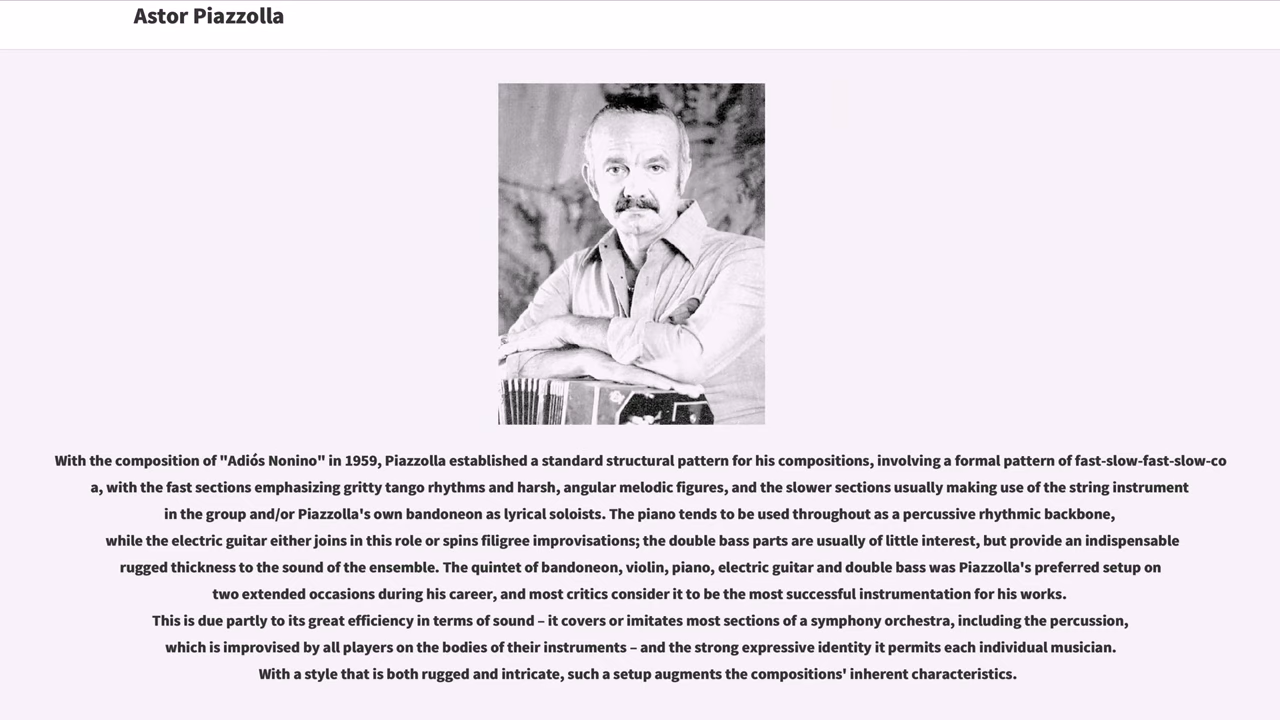 Astor Piazzolla
With the composition of "Adiós Nonino" in 1959, Piazzolla established a standard structural pattern for his compositions, involving a formal pattern of fast-slow-fast-slow-co
a, with the fast sections emphasizing gritty tango rhythms and harsh, angular melodic figures, and the slower sections usually making use of the string instrument
in the group and/or Piazzolla's own bandoneon as lyrical soloists. The piano tends to be used throughout as a percussive rhythmic backbone,
while the electric guitar either joins in this role or spins filigree improvisations; the double bass parts are usually of little interest, but provide an indispensable
rugged thickness to the sound of the ensemble. The quintet of bandoneon, violin, piano, electric guitar and double bass was Piazzolla's preferred setup on
two extended occasions during his career, and most critics consider it to be the most successful instrumentation for his works.
This is due partly to its great efficiency in terms of sound – it covers or imitates most sections of a symphony orchestra, including the percussion,
which is improvised by all players on the bodies of their instruments – and the strong expressive identity it permits each individual musician.
With a style that is both rugged and intricate, such a setup augments the compositions' inherent characteristics.